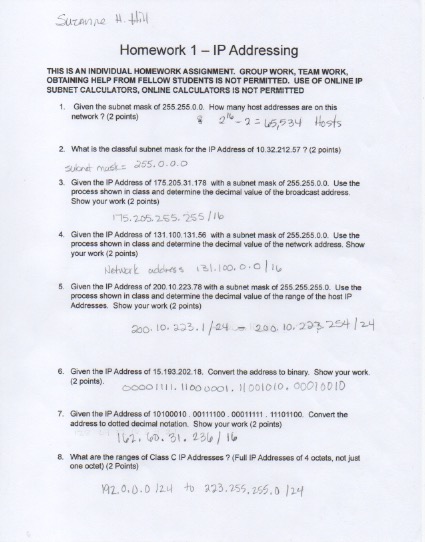 Suzanne H. Hill
Homework 1 – IP Addressing
THIS IS AN INDIVIDUAL HOMEWORK ASSIGNMENT. GROUP WORK, TEAM WORK,
OBTAINING HELP FROM FELLOW STUDENTS IS NOT PERMITTED. USE OF ONLINE IP
SUBNET CALCULATORS, ONLINE CALCULATORS IS NOT PERMITTED
1. Given the subnet mask of 255.255.0.0. How many host addresses are on this
network ? (2 points)
2^16 - 2 = 65,534 Hosts
2. What is the classful subnet mask for the IP Address of 10.32.212.57 ? (2 points)
subnet mask = 255.0.0.0
3. Given the IP Address of 175.205.31.178 with a subnet mask of 255.255.0.0. Use the
process shown in class and determine the decimal value of the broadcast address.
Show your work (2 points)
175.205.255.255/16
4. Given the IP Address of 131.100.131.56 with a subnet mask of 255.255.0.0. Use the
process shown in class and determine the decimal value of the network address. Show
your work (2 points)
Network address 131.100.0.0/16
5. Given the IP Address of 200.10.223.78 with a subnet mask of 255.255.255.0. Use the
process shown in class and determine the decimal value of the range of the host IP
Addresses. Show your work (2 points)
200.10.223.1/24 – 200.10.223.254/24
6. Given the IP Address of 15.193.202.18. Convert the address to binary. Show your work.
(2 points).
00001111.11000001.11001010.00010010
7. Given the IP Address of 10100010 . 00111100 . 00011111 . 11101100. Convert the
address to dotted decimal notation. Show your work (2 points)
162.60.31.236/16
8. What are the ranges of Class C IP Addresses ? (Full IP Addresses of 4 octets, not just
one octet) (2 Points)
192.0.0.0/24 to 223.255.255.0/24